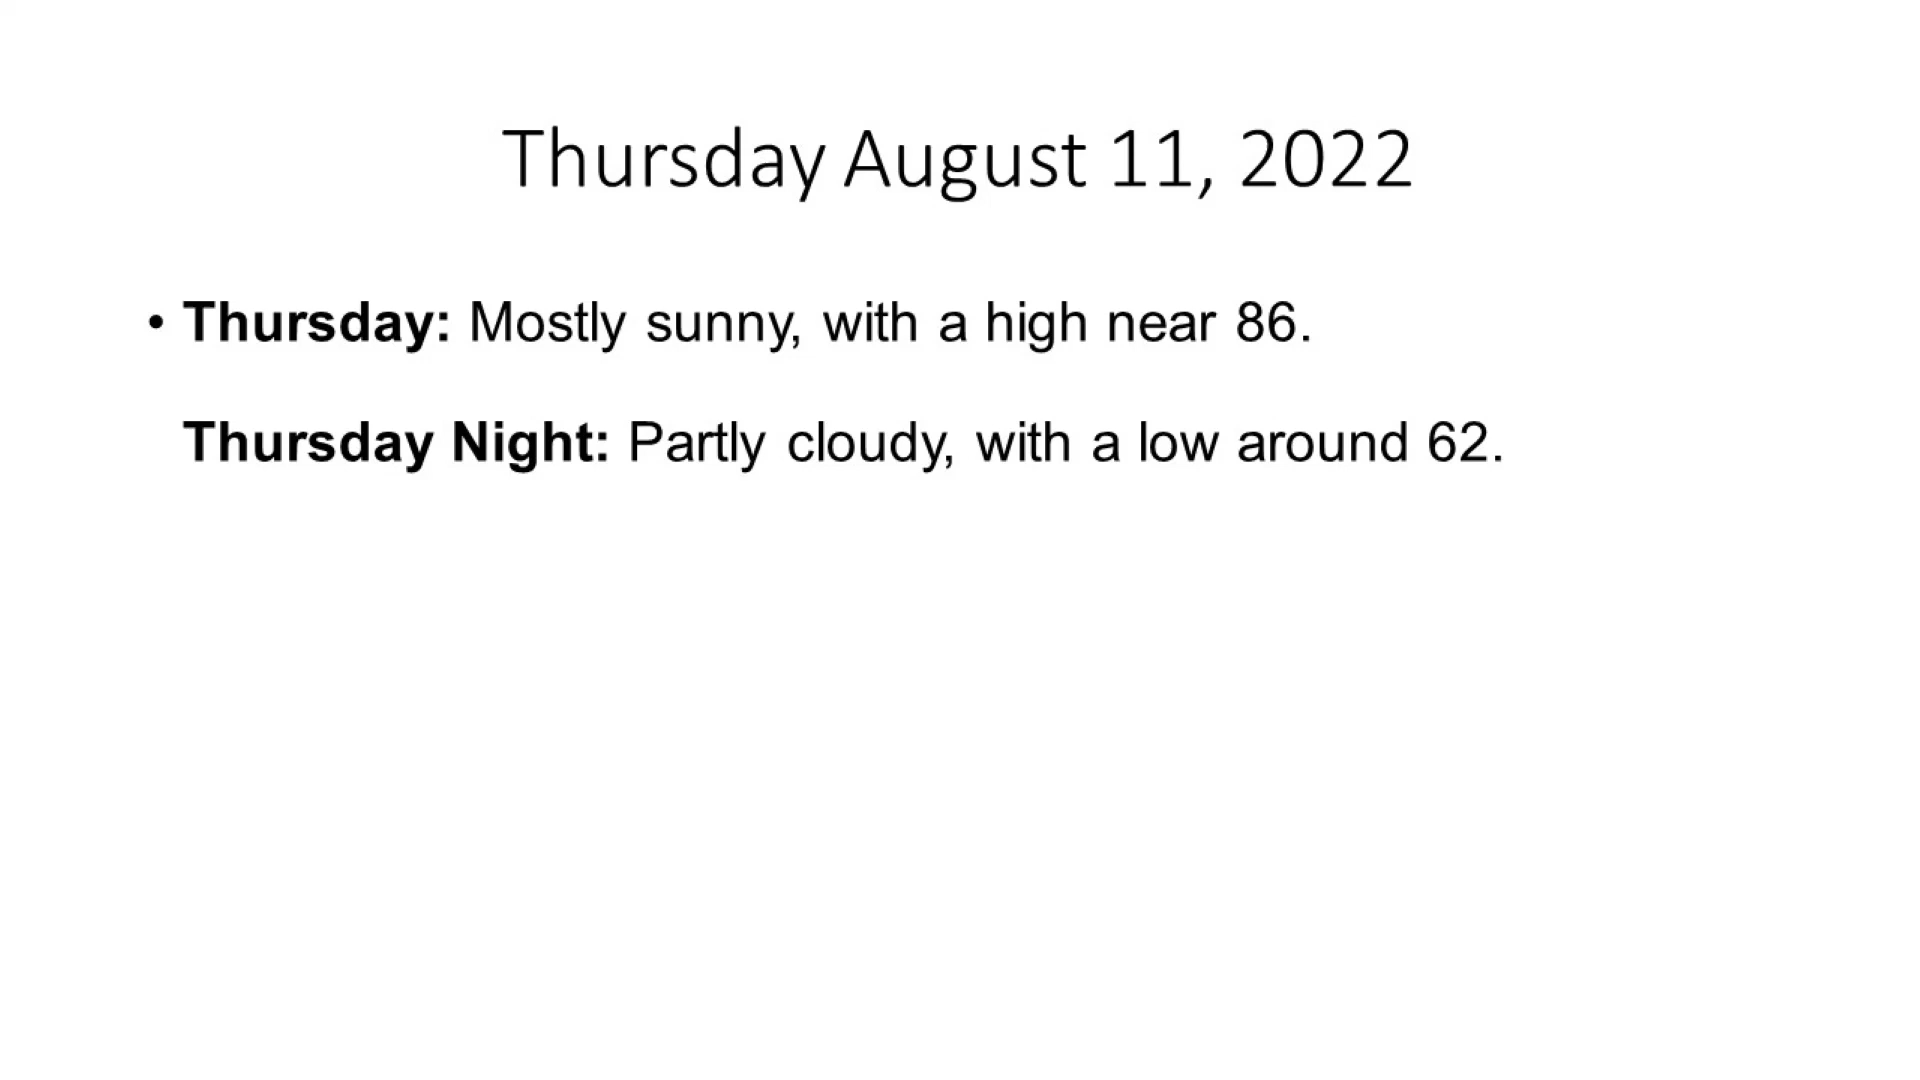 Thursday August 11, 2022
• Thursday: Mostly sunny, with a high near 86.
Thursday Night: Partly cloudy, with a low around 62.